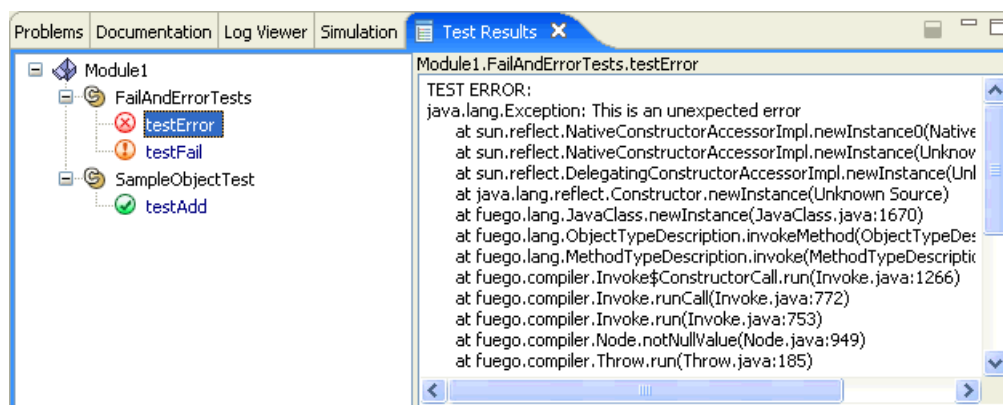 Problems Documentation Log Viewer Simulation Test Results
Module1
FailAndErrorTests
testError
testFail
SampleObjectTest
testAdd
Module1.FailAndErrorTests.testError
TEST ERROR:
java.lang.Exception: This is an unexpected error
at sun.reflect.NativeConstructorAccessorImpl.newInstance0(Native
at sun.reflect.NativeConstructorAccessorImpl.newInstance(Unknow
at sun.reflect.DelegatingConstructorAccessorImpl.newInstance(Unl
at java.lang.reflect.Constructor.newInstance(Unknown Source)
at fuego.lang.JavaClass.newInstance(JavaClass.java:1670)
at fuego.lang.ObjectTypeDescription.invokeMethod(ObjectTypeDes
at fuego.lang.MethodTypeDescription.invoke(MethodTypeDescriptic
at fuego.compiler.Invoke$ConstructorCall.run(Invoke.java:1266)
at fuego.compiler.Invoke.runCall(Invoke.java:772)
at fuego.compiler.Invoke.run(Invoke.java:753)
at fuego.compiler.Node.notNullValue(Node.java:949)
at fuego.compiler.Throw.run(Throw.java:185)